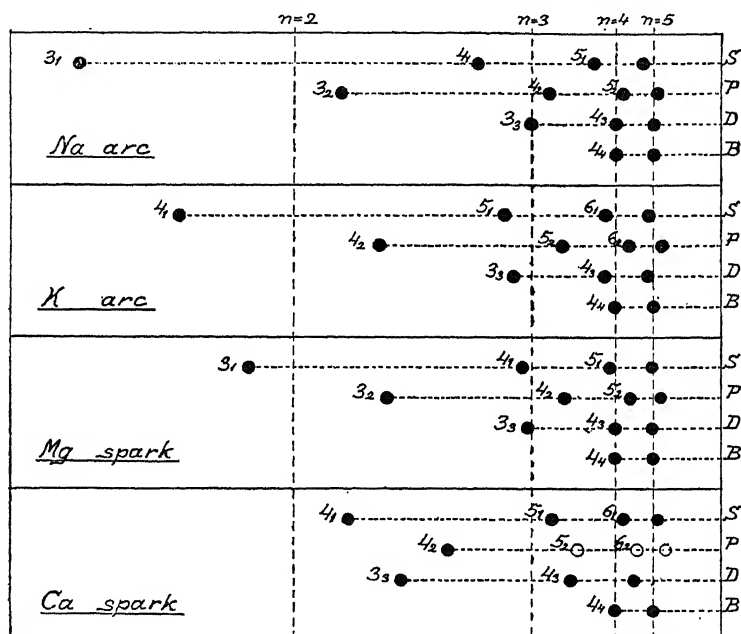 n=2 n=3 n=4 n=5
3₁ 4₁ 5₁ S
3₂ 4₂ 5₂ P
3₃ 4₃ D
Na arc 4₄ B
4₁ 5₁ 6₁ S
4₂ 5₂ 6₂ P
3₃ 4₃ D
K arc 4₄ B
3₁ 4₁ 5₁ S
3₂ 4₂ 5₂ P
3₃ 4₃ D
Mg spark 4₄ B
4₁ 5₁ 6₁ S
4₂ 5₂ 6₂ P
3₃ 4₃ D
Ca spark 4₄ B